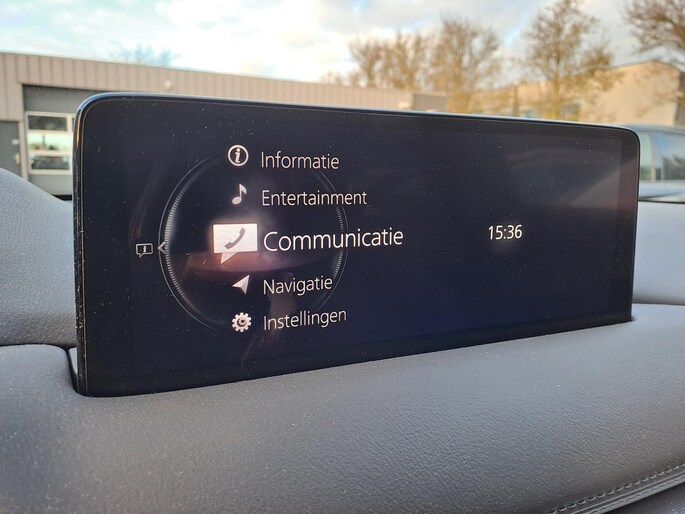 Informatie
Entertainment
Communicatie
15:36
Navigatie
Instellingen